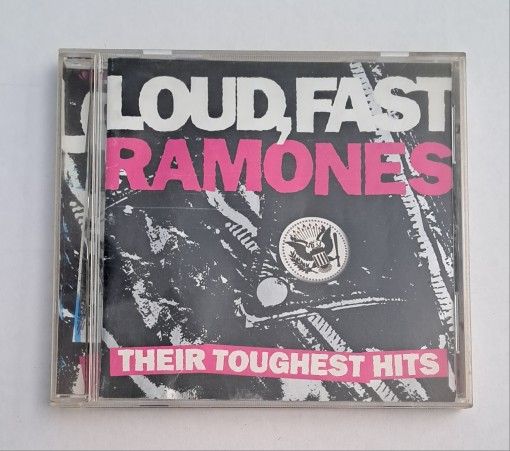 LOUD, FAST
RAMONES
THEIR TOUGHEST HITS